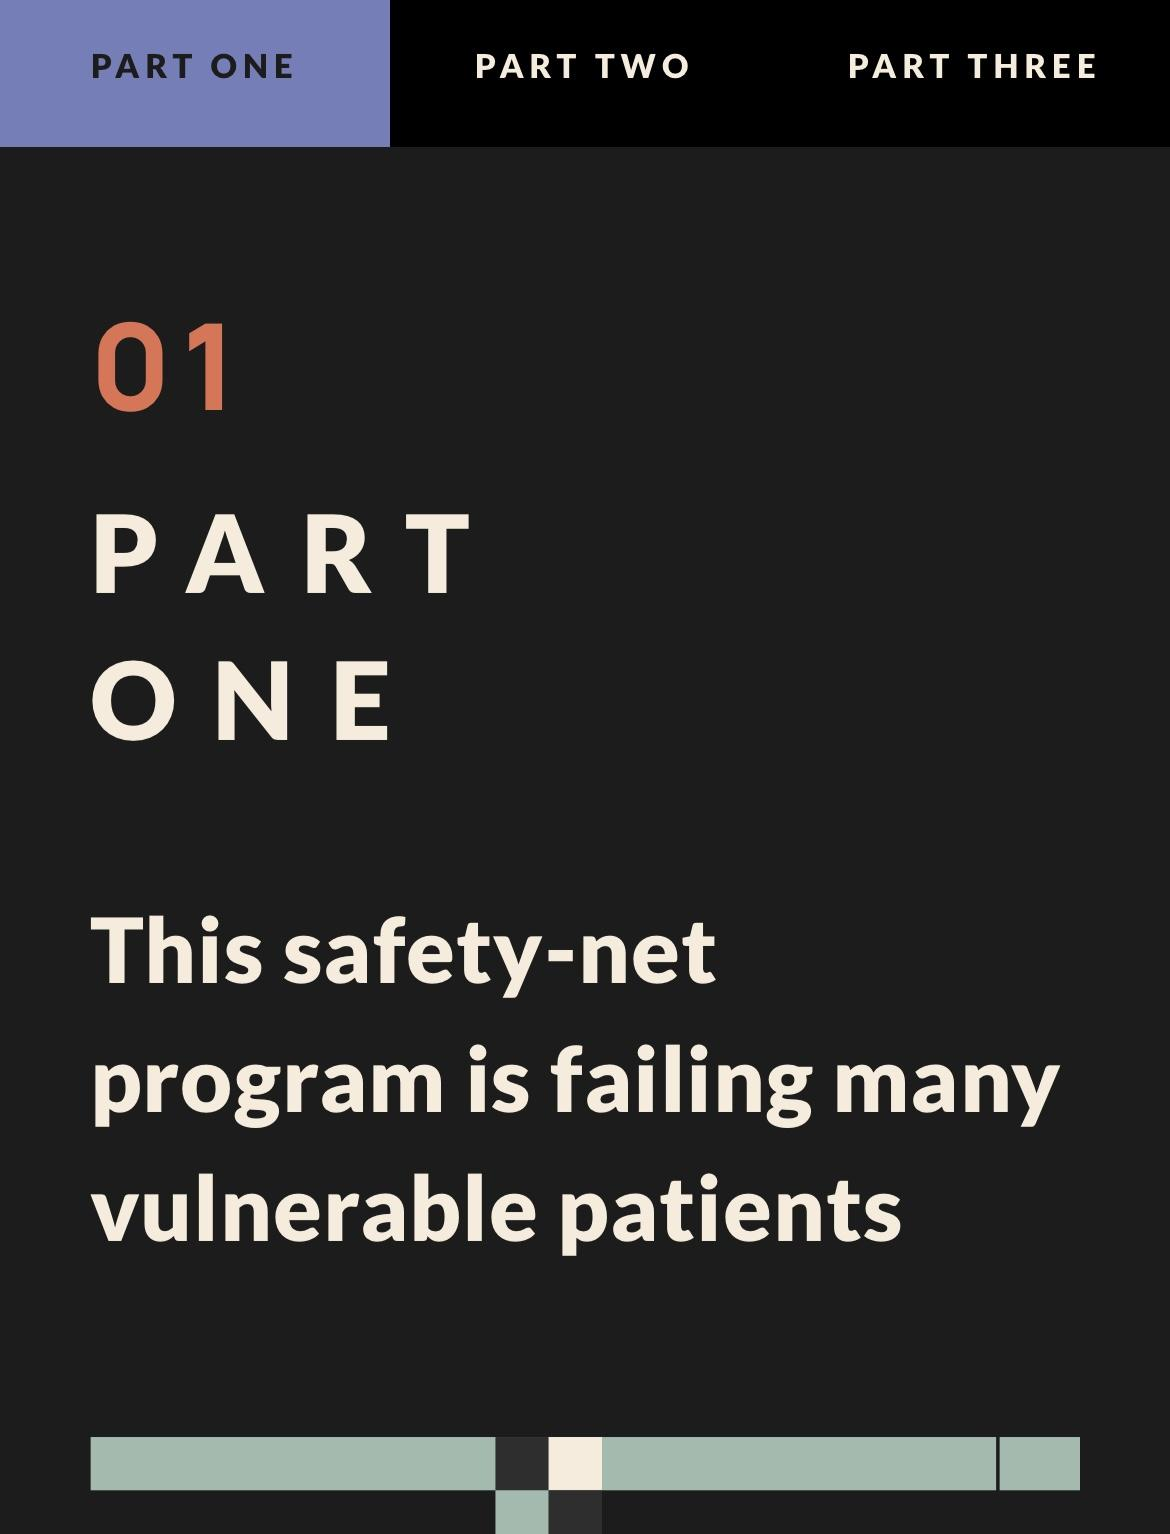 PART ONE PART TWO PART THREE
01
PART
ONE
This safety-net
program is failing many
vulnerable patients